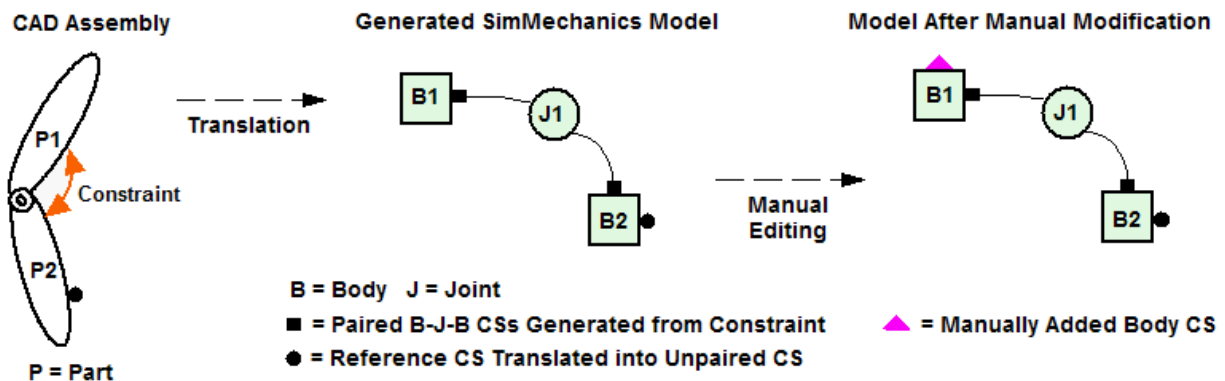 CAD Assembly
Generated SimMechanics Model
Model After Manual Modification
P1
Constraint
P2
Translation
B1
J1
B2
Manual
Editing
B1
J1
B2
B = Body J = Joint
= Paired B-J-B CSs Generated from Constraint
= Manually Added Body CS
= Reference CS Translated into Unpaired CS
P = Part